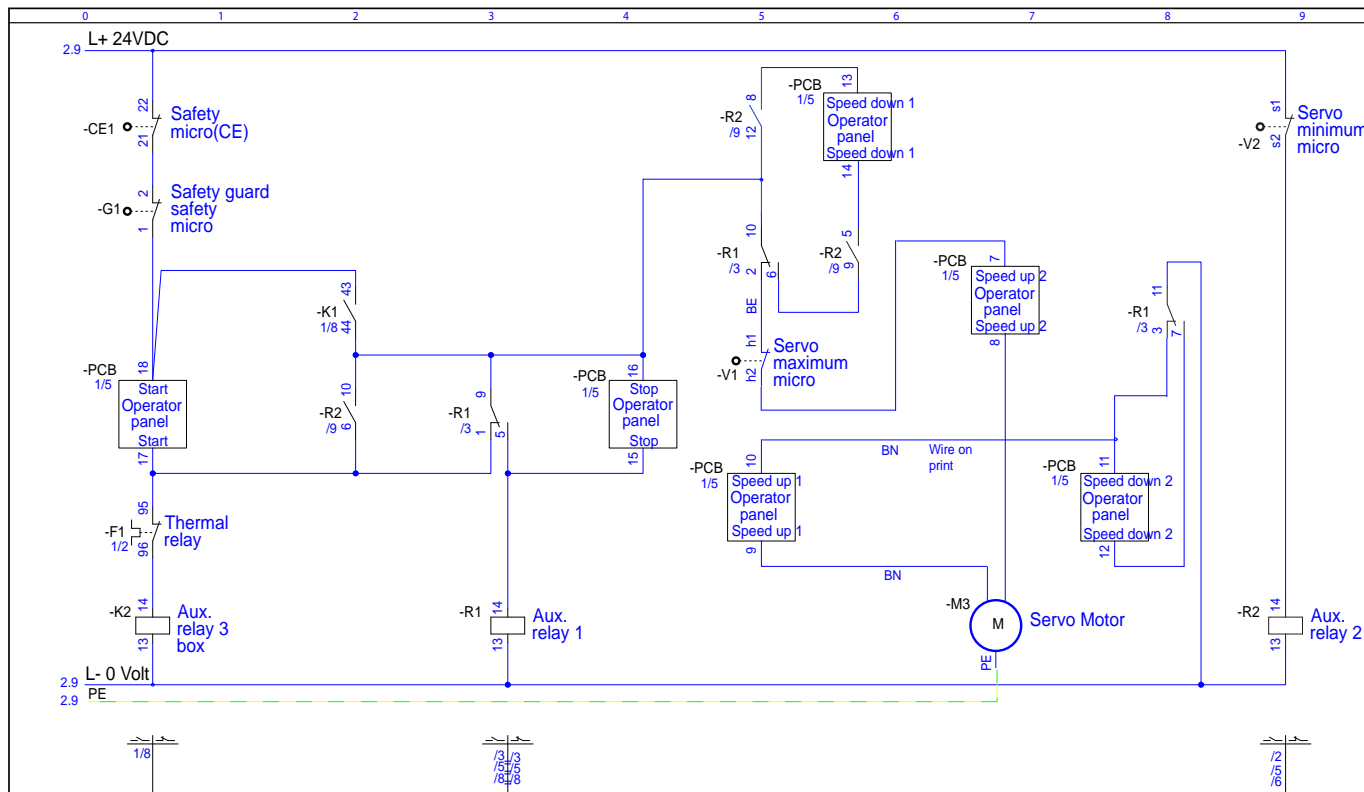 0 1 2 3 4 5 6 7 8 9
L+ 24VDC
2.9
22
-CE1
21
Safety
micro(CE)
2
-G1
1
Safety guard
safety
micro
43
-K1
1/8
44
18
-PCB
1/5
Start
Operator
panel
Start
17
10
-R2
/9
6
9
-R1
/3
1
5
16
-PCB
1/5
Stop
Operator
panel
Stop
15
8
-R2
/9
12
13
-PCB
1/5
Speed down 1
Operator
panel
Speed down 1
14
10
-R1
/3
2
6
5
-R2
/9
9
BE
h1
-V1
h2
Servo
maximum
micro
7
-PCB
1/5
Speed up 2
Operator
panel
Speed up 2
8
11
-R1
/3
3
7
s1
-V2
s2
Servo
minimum
micro
BN
Wire on
print
10
-PCB
1/5
Speed up 1
Operator
panel
Speed up 1
9
BN
11
-PCB
1/5
Speed down 2
Operator
panel
Speed down 2
12
95
-F1
1/2
96
Thermal
relay
14
-K2
13
Aux.
relay 3
box
14
-R1
13
Aux.
relay 1
-M3
M
Servo Motor
PE
14
-R2
13
Aux.
relay 2
L- 0 Volt
2.9
PE
2.9
1/8
/3 /3
/5 /5
/8 /8
/2
/5
/6